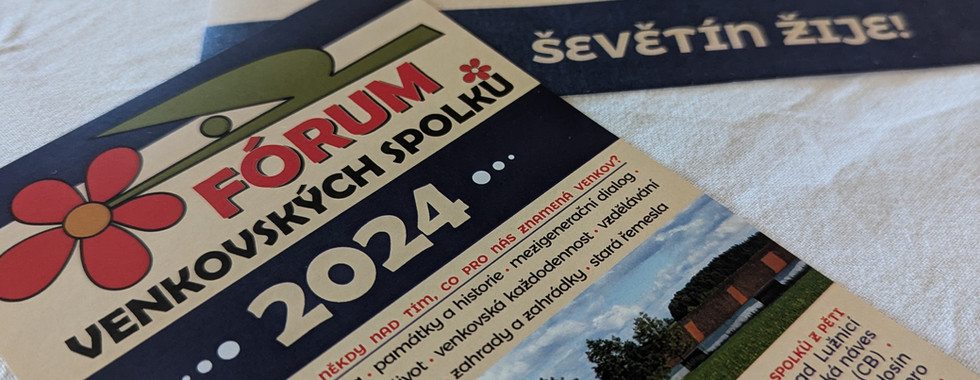 ŠEVĚTÍN ŽIJE!
FÓRUM
VENKOVSKÝCH SPOLKŮ
2024
NĚKDY NAD TÍM, CO PRO NÁS ZNAMENÁ VENKOV?
památky a historie · mezigenerační dialog ·
· venkovská každodennost · vzdělávání
zahrady a zahrádky · stará řemesla
SPOLKŮ Z PĚTI
Lužnicí
náves
(CB) ·